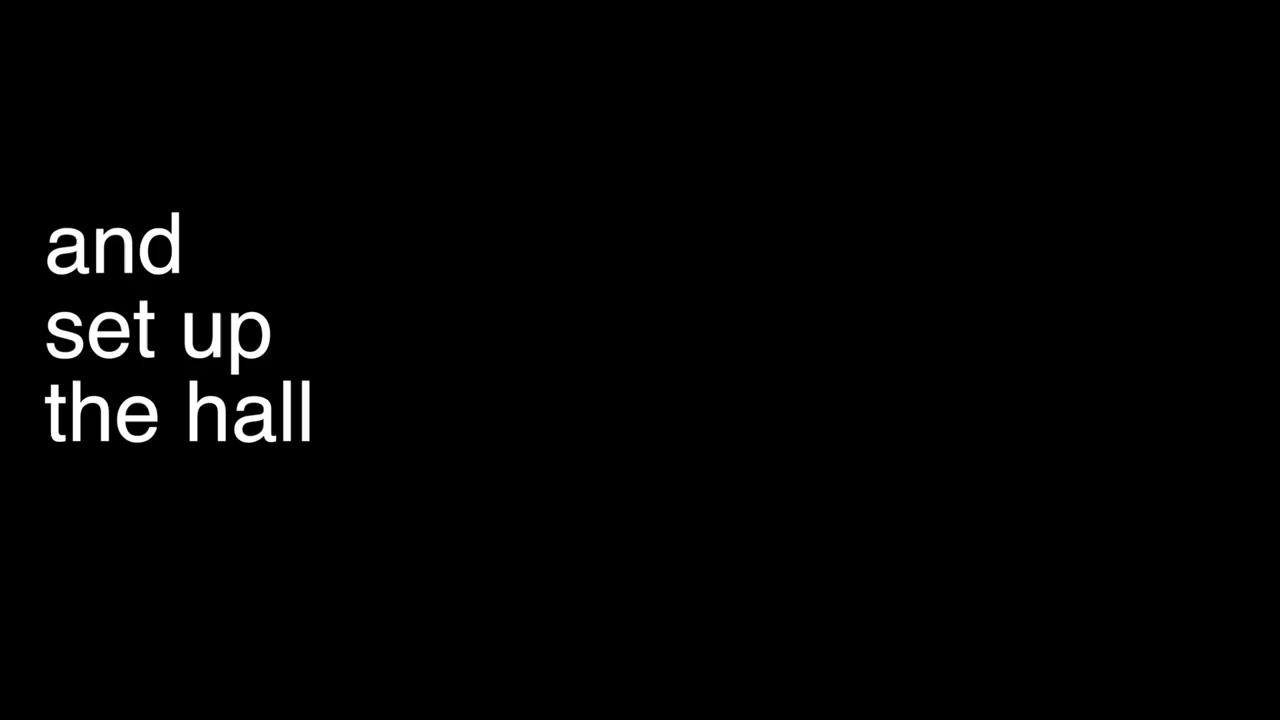 and
set up
the hall